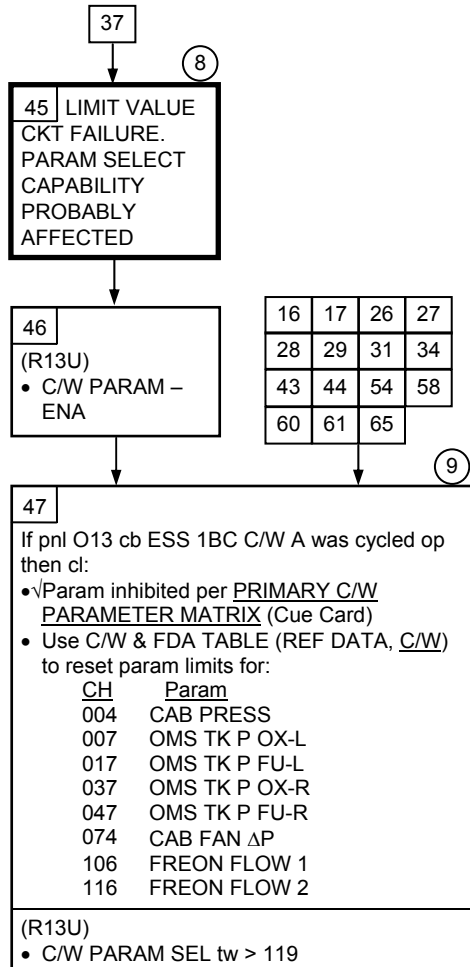 37
8
45 LIMIT VALUE
CKT FAILURE.
PARAM SELECT
CAPABILITY
PROBABLY
AFFECTED
46
(R13U)
• C/W PARAM –
ENA
16 17 26 27
28 29 31 34
43 44 54 58
60 61 65
9
47
If pnl O13 cb ESS 1BC C/W A was cycled op
then cl:
•√Param inhibited per PRIMARY C/W
PARAMETER MATRIX (Cue Card)
• Use C/W & FDA TABLE (REF DATA, C/W)
to reset param limits for:
CH Param
004 CAB PRESS
007 OMS TK P OX-L
017 OMS TK P FU-L
037 OMS TK P OX-R
047 OMS TK P FU-R
074 CAB FAN ∆P
106 FREON FLOW 1
116 FREON FLOW 2
(R13U)
• C/W PARAM SEL tw > 119